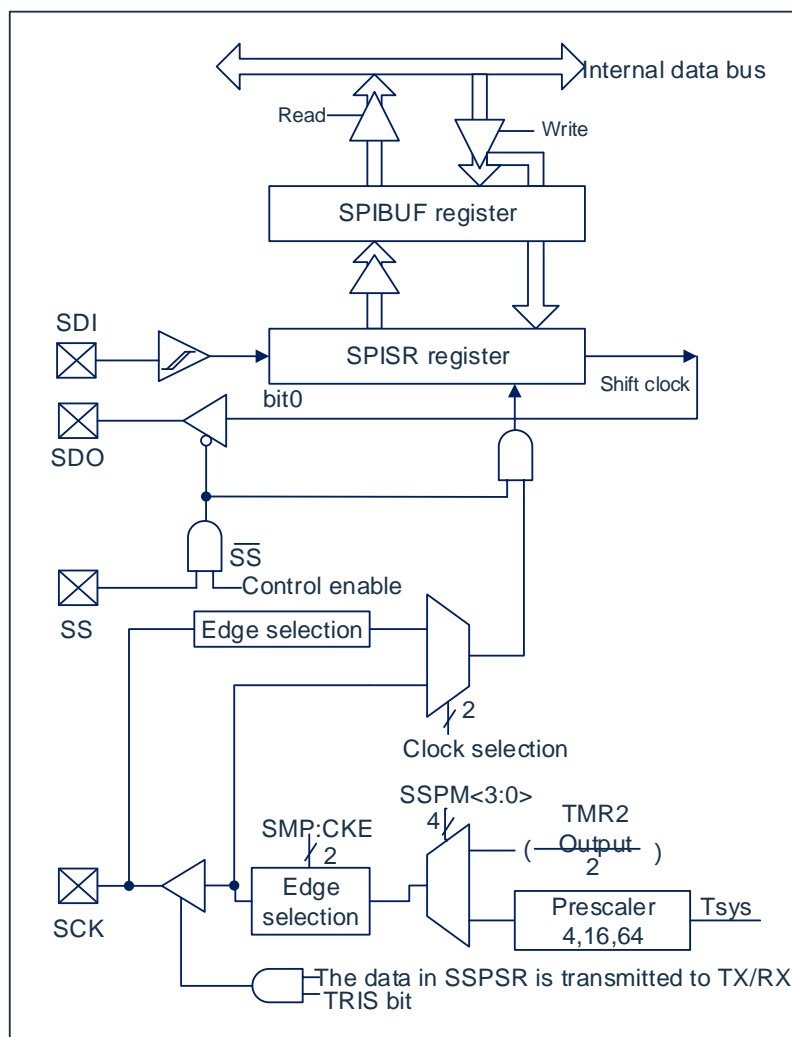 Internal data bus
Read
Write
SPIBUF register
SDI
SPISR register
bit0
Shift clock
SDO
SS
Control enable
SS
Edge selection
2
Clock selection
SSPM<3:0>
4
SMP:CKE
2
( TMR2
Output
2 )
Edge
selection
SCK
Prescaler
4,16,64
Tsys
The data in SSPSR is transmitted to TX/RX
TRIS bit